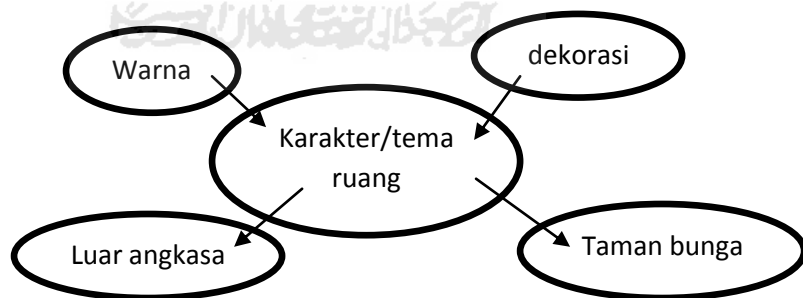 Warna
dekorasi
Karakter/tema
ruang
Luar angkasa
Taman bunga